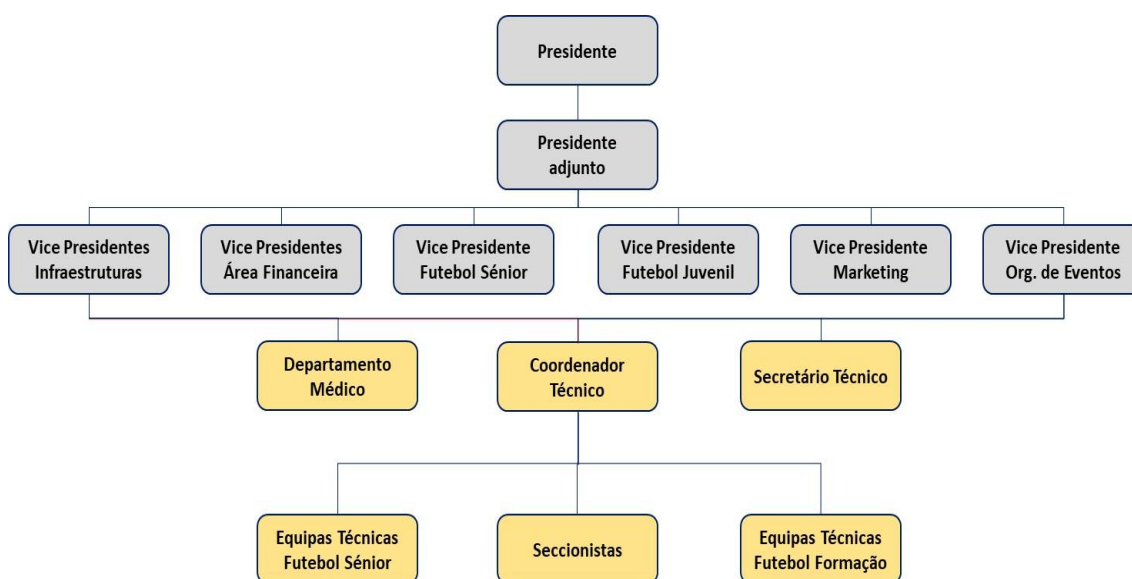 Presidente
Presidente
adjunto
Vice Presidentes
Infraestruturas
Vice Presidentes
Área Financeira
Vice Presidente
Futebol Sénior
Vice Presidente
Futebol Juvenil
Vice Presidente
Marketing
Vice Presidente
Org. de Eventos
Departamento
Médico
Coordenador
Técnico
Secretário Técnico
Equipas Técnicas
Futebol Sénior
Seccionistas
Equipas Técnicas
Futebol Formação